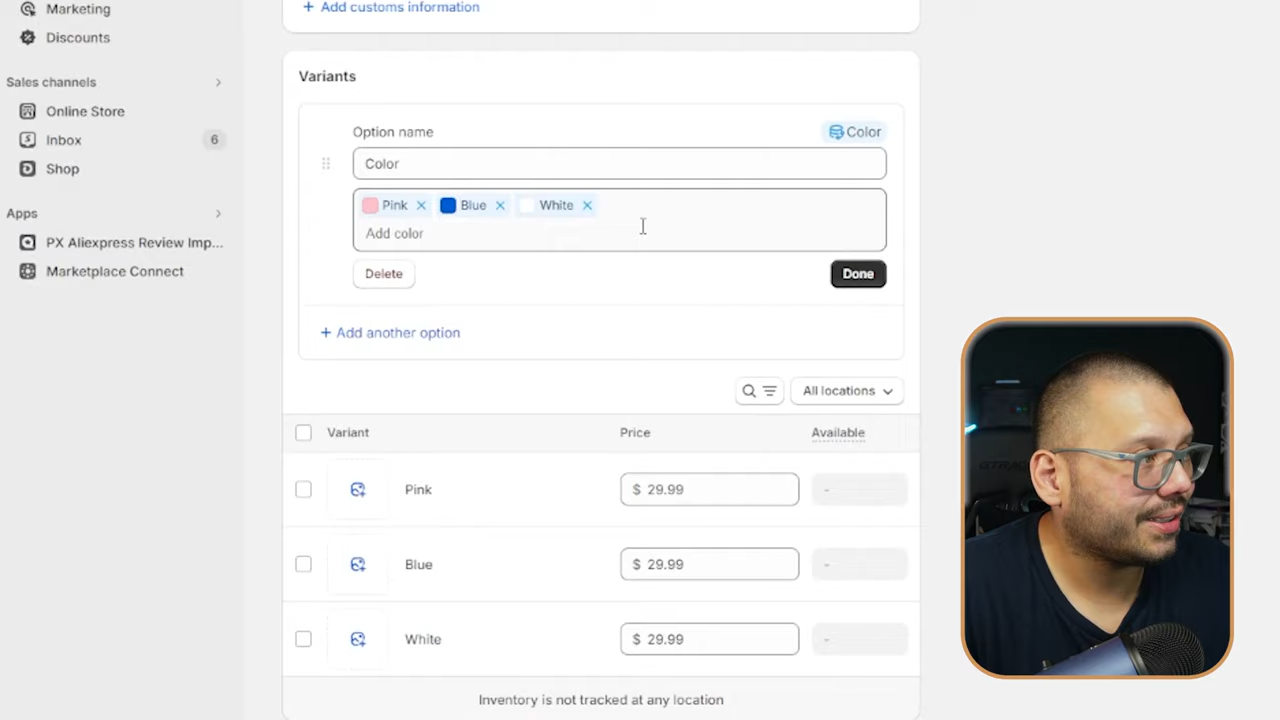 Marketing
Discounts
Sales channels
Online Store
Inbox 6
Shop
Apps
PX Aliexpress Review Imp...
Marketplace Connect
+ Add customs information
Variants
Option name Color
Color
Pink Blue White
Add color
Delete Done
+ Add another option
All locations
Variant Price Available
Pink $ 29.99 -
Blue $ 29.99 -
White $ 29.99 -
Inventory is not tracked at any location